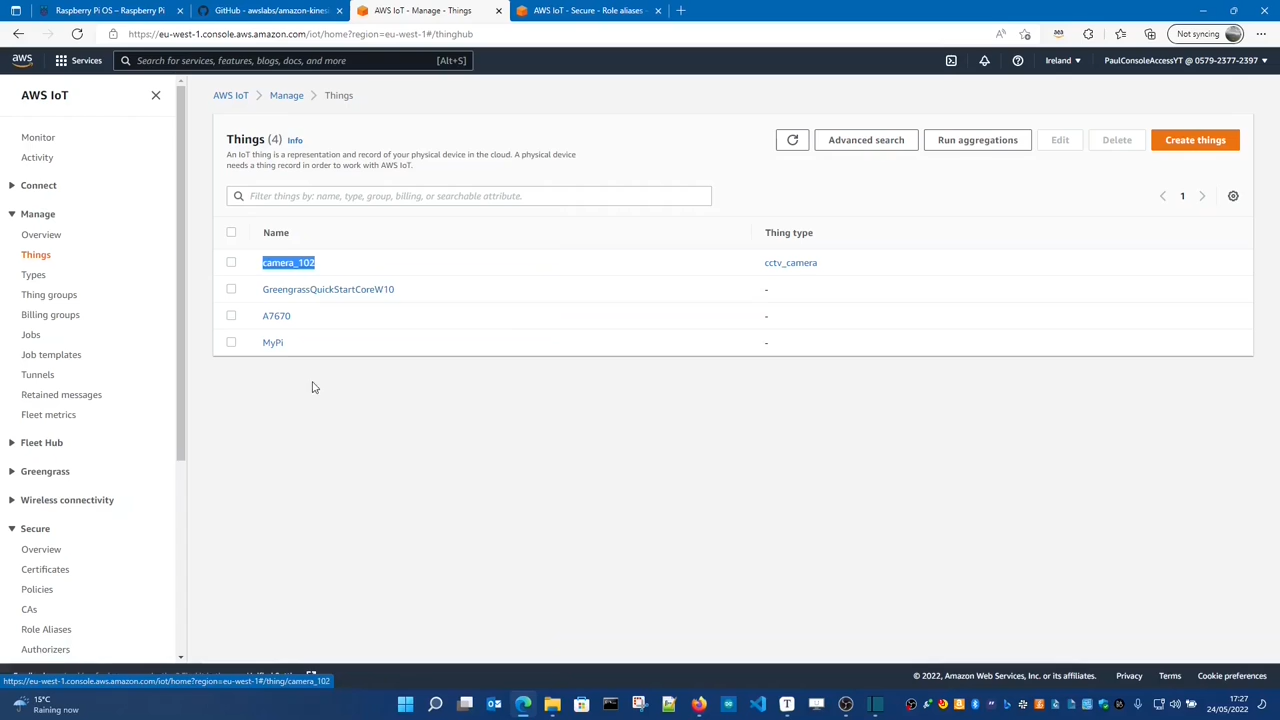 Raspberry Pi OS – Raspberry Pi
GitHub - awslabs/amazon-kines
AWS IoT - Manage - Things
AWS IoT - Secure - Role aliases
https://eu-west-1.console.aws.amazon.com/iot/home?region=eu-west-1#/thinghub
Not syncing
aws
Services
Search for services, features, blogs, docs, and more
[Alt+S]
Ireland
PaulConsoleAccessYT @ 0579-2377-2397
AWS IoT
Monitor
Activity
Connect
Manage
Overview
Things
Types
Thing groups
Billing groups
Jobs
Job templates
Tunnels
Retained messages
Fleet metrics
Fleet Hub
Greengrass
Wireless connectivity
Secure
Overview
Certificates
Policies
CAs
Role Aliases
Authorizers
AWS IoT
Manage
Things
Things (4) Info
An IoT thing is a representation and record of your physical device in the cloud. A physical device
needs a thing record in order to work with AWS IoT.
Advanced search
Run aggregations
Edit
Delete
Create things
Filter things by: name, type, group, billing, or searchable attribute.
1
Name
Thing type
camera_102
cctv_camera
GreengrassQuickStartCoreW10
-
A7670
-
MyPi
-
https://eu-west-1.console.aws.amazon.com/iot/home?region=eu-west-1#/thing/camera_102
© 2022, Amazon Web Services, Inc. or its affiliates.
Privacy
Terms
Cookie preferences
15°C
Raining now
17:27
24/05/2022